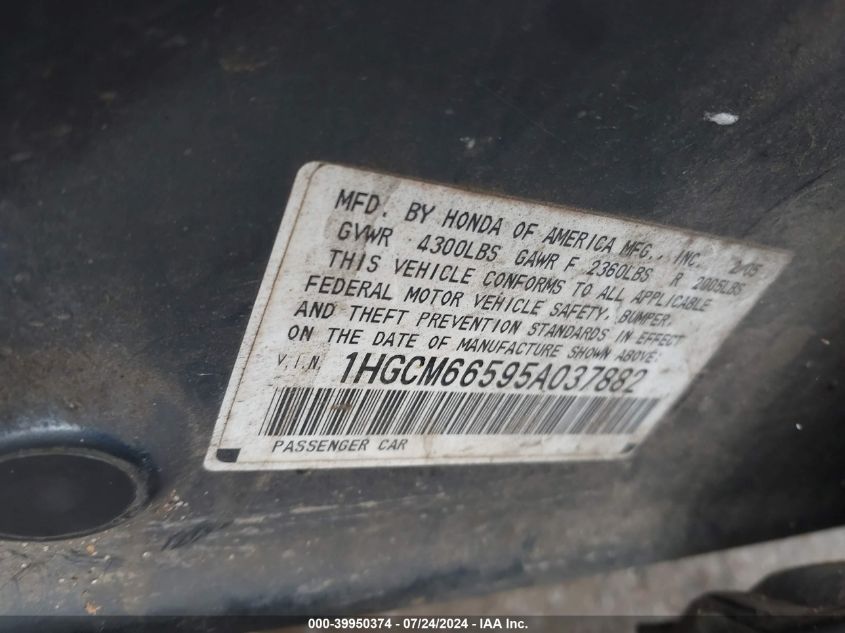 MFD. BY HONDA OF AMERICA MFG., INC. 2/05
GVWR 4300LBS GAWR F 2360LBS R 2005LBS
THIS VEHICLE CONFORMS TO ALL APPLICABLE
FEDERAL MOTOR VEHICLE SAFETY, BUMPER,
AND THEFT PREVENTION STANDARDS IN EFFECT
ON THE DATE OF MANUFACTURE SHOWN ABOVE:
V.I.N. 1HGCM66595A037882
PASSENGER CAR
000-39950374 - 07/24/2024 - IAA Inc.